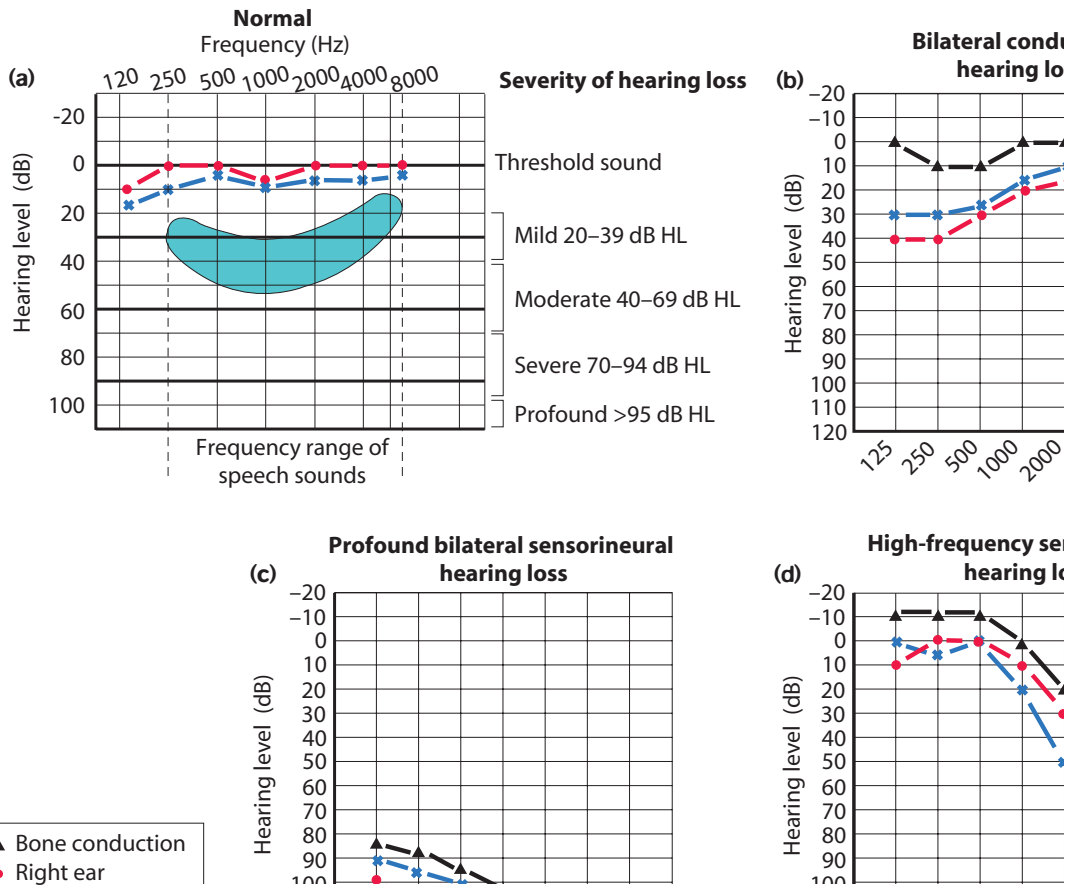 Normal
Frequency (Hz)
(a)
120 250 500 1000 2000 4000 8000
Severity of hearing loss
Hearing level (dB)
-20
0
20
40
60
80
100
Threshold sound
Mild 20–39 dB HL
Moderate 40–69 dB HL
Severe 70–94 dB HL
Profound >95 dB HL
Frequency range of
speech sounds
Bilateral
hearing
(b)
Hearing level (dB)
–20
–10
0
10
20
30
40
50
60
70
80
90
100
110
120
125 250 500 1000 2000
Profound bilateral sensorineural
hearing loss
(c)
Hearing level (dB)
–20
–10
0
10
20
30
40
50
60
70
80
90
100
High-frequency
hearing
(d)
Hearing level (dB)
–20
–10
0
10
20
30
40
50
60
70
80
90
100
Bone conduction
Right ear